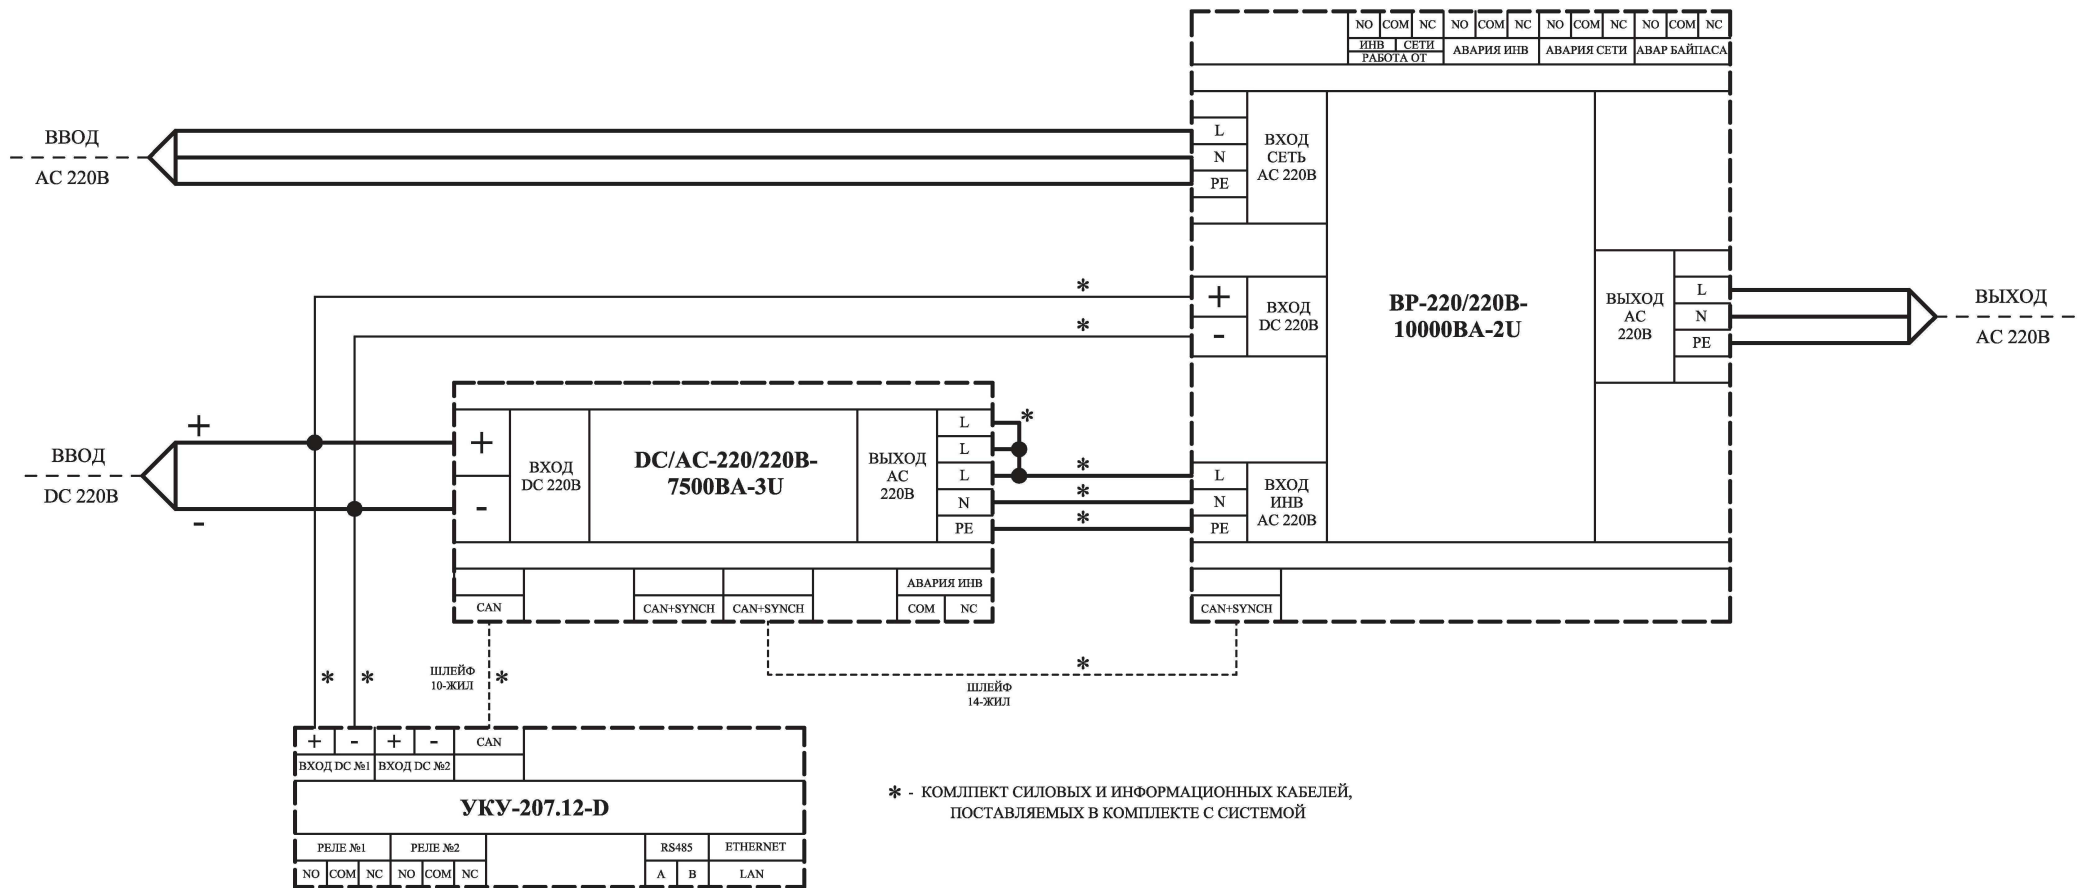 NO COM NC NO COM NC NO COM NC NO COM NC
ИНВ СЕТИ АВАРИЯ ИНВ АВАРИЯ СЕТИ АВАР БАЙПАСА
РАБОТА ОТ
ВВОД
АС 220В
L
N
PE
ВХОД
СЕТЬ
АС 220В
+
-
ВХОД
DC 220В
ВР-220/220В-
10000ВА-2U
ВЫХОД
АС
220В
L
N
PE
ВЫХОД
АС 220В
*
*
ВВОД
DC 220В
+
-
+
-
ВХОД
DC 220В
DC/AC-220/220В-
7500ВА-3U
ВЫХОД
АС
220В
L
L
L
N
PE
*
*
*
*
L
N
PE
ВХОД
ИНВ
АС 220В
АВАРИЯ ИНВ
CAN CAN+SYNCH CAN+SYNCH COM NC
CAN+SYNCH
* * ШЛЕЙФ
10-ЖИЛ *
*
ШЛЕЙФ
14-ЖИЛ
+ - + - CAN
ВХОД DC №1 ВХОД DC №2
УКУ-207.12-D
РЕЛЕ №1 РЕЛЕ №2 RS485 ETHERNET
NO COM NC NO COM NC A B LAN
* - КОМЛПЕКТ СИЛОВЫХ И ИНФОРМАЦИОННЫХ КАБЕЛЕЙ,
ПОСТАВЛЯЕМЫХ В КОМПЛЕКТЕ С СИСТЕМОЙ